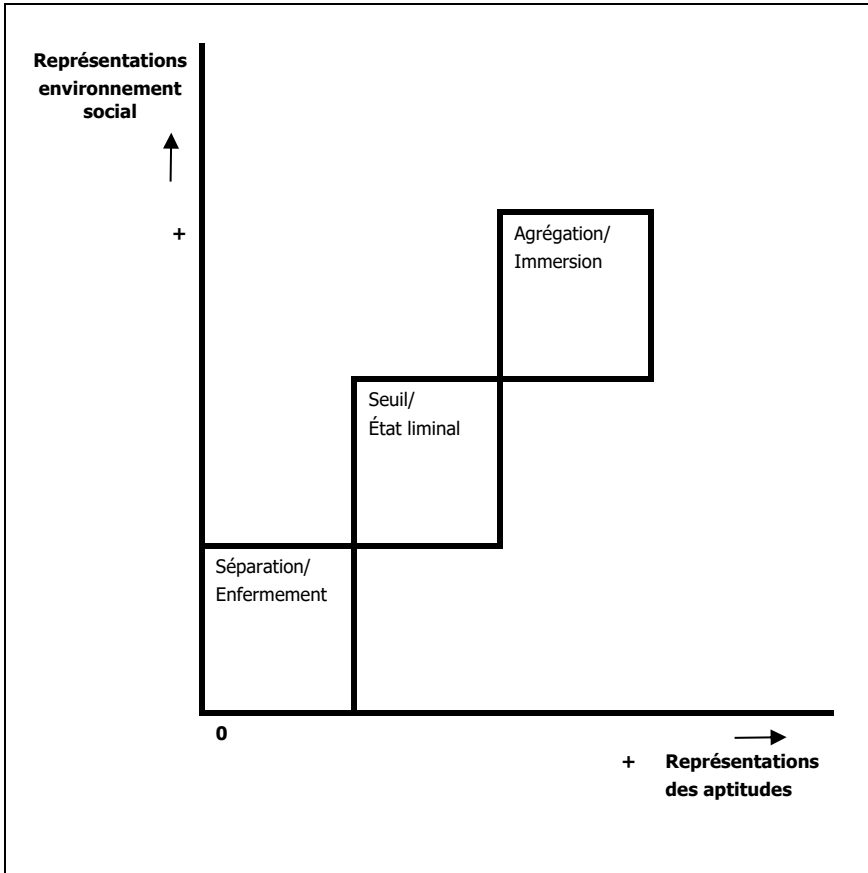 Représentations
environnement
social
+
Agrégation/
Immersion
Seuil/
État liminal
Séparation/
Enfermement
0
+ Représentations
des aptitudes